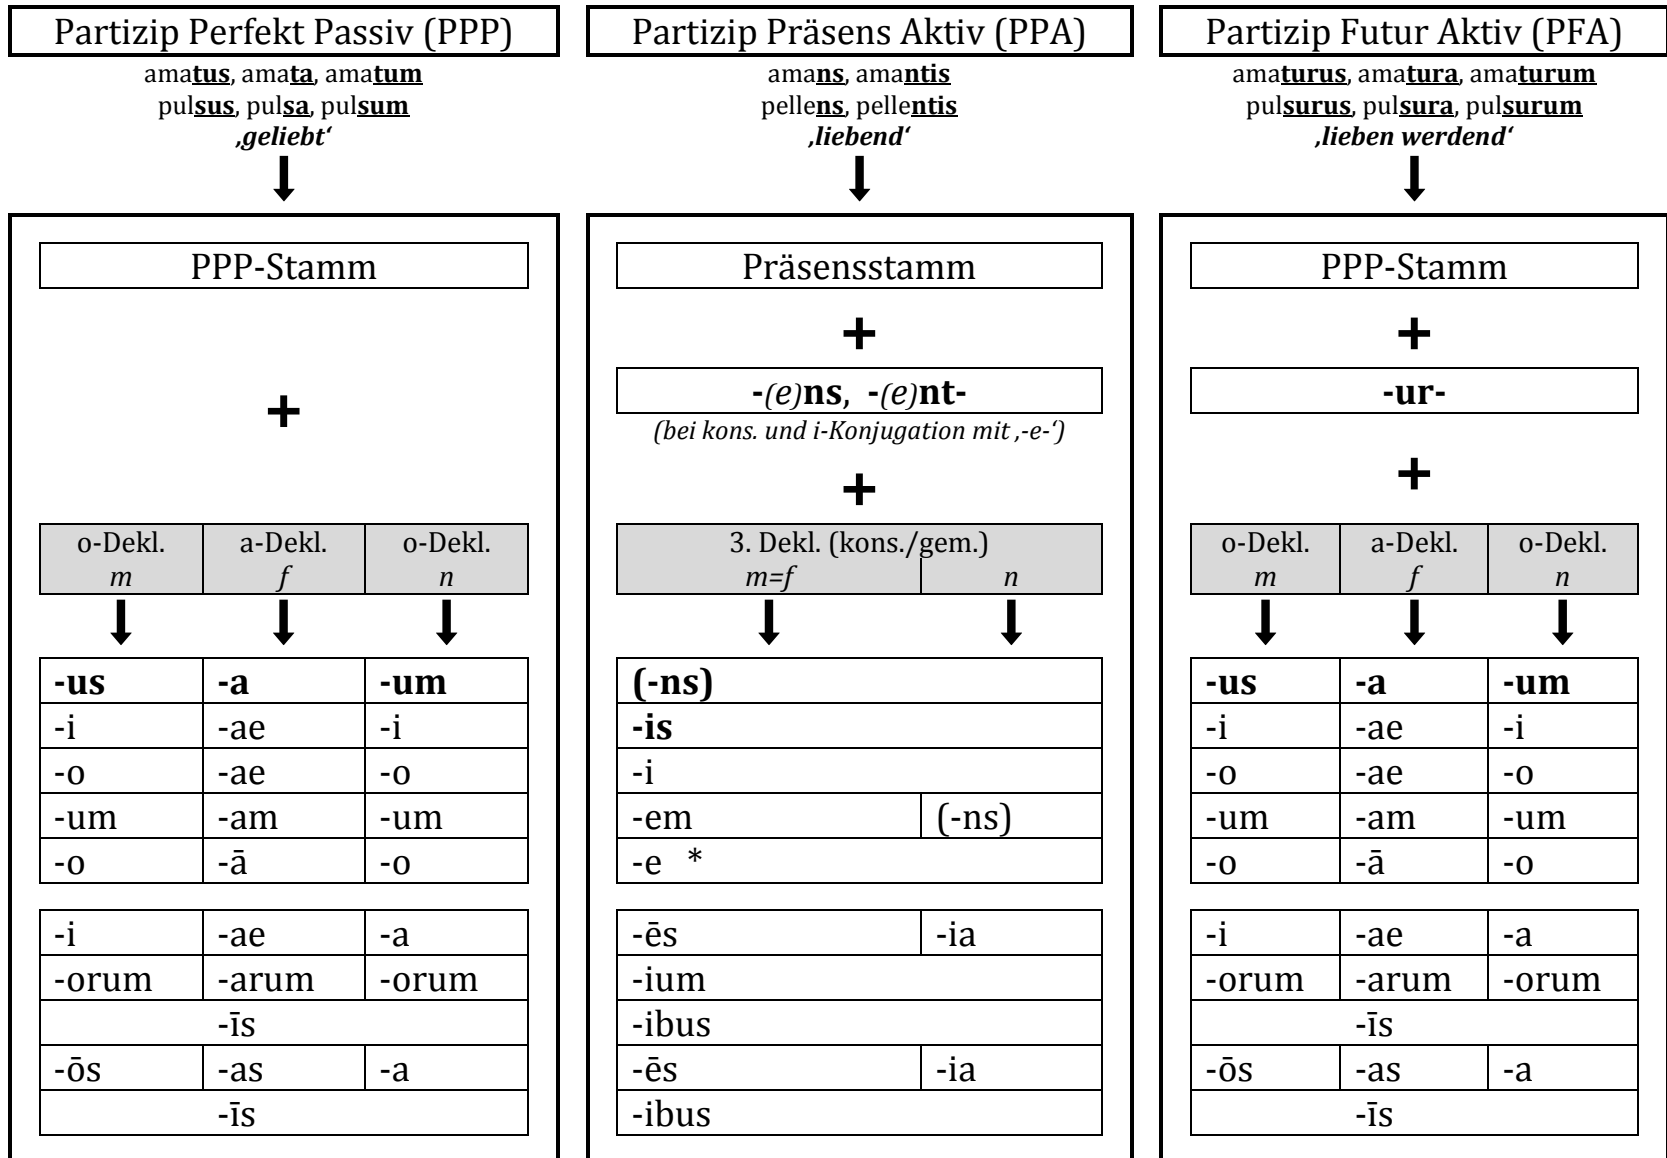 Partizip Perfekt Passiv (PPP)
amatus, amata, amatum
pulsus, pulsa, pulsum
‚geliebt‘
PPP-Stamm
+
o-Dekl. a-Dekl. o-Dekl.
m f n
-us -a -um
-i -ae -i
-o -ae -o
-um -am -um
-o -ā -o
-i -ae -a
-orum -arum -orum
-īs
-ōs -as -a
-īs
Partizip Präsens Aktiv (PPA)
amans, amantis
pellens, pellentis
‚liebend‘
Präsensstamm
+
-(e)ns, -(e)nt-
(bei kons. und i-Konjugation mit ‚-e-‘)
+
3. Dekl. (kons./gem.)
m=f n
(-ns)
-is
-i
-em (-ns)
-e *
-ēs -ia
-ium
-ibus
-ēs -ia
-ibus
Partizip Futur Aktiv (PFA)
amaturus, amatura, amaturum
pulsurus, pulsura, pulsurum
‚lieben werdend‘
PPP-Stamm
+
-ur-
+
o-Dekl. a-Dekl. o-Dekl.
m f n
-us -a -um
-i -ae -i
-o -ae -o
-um -am -um
-o -ā -o
-i -ae -a
-orum -arum -orum
-īs
-ōs -as -a
-īs